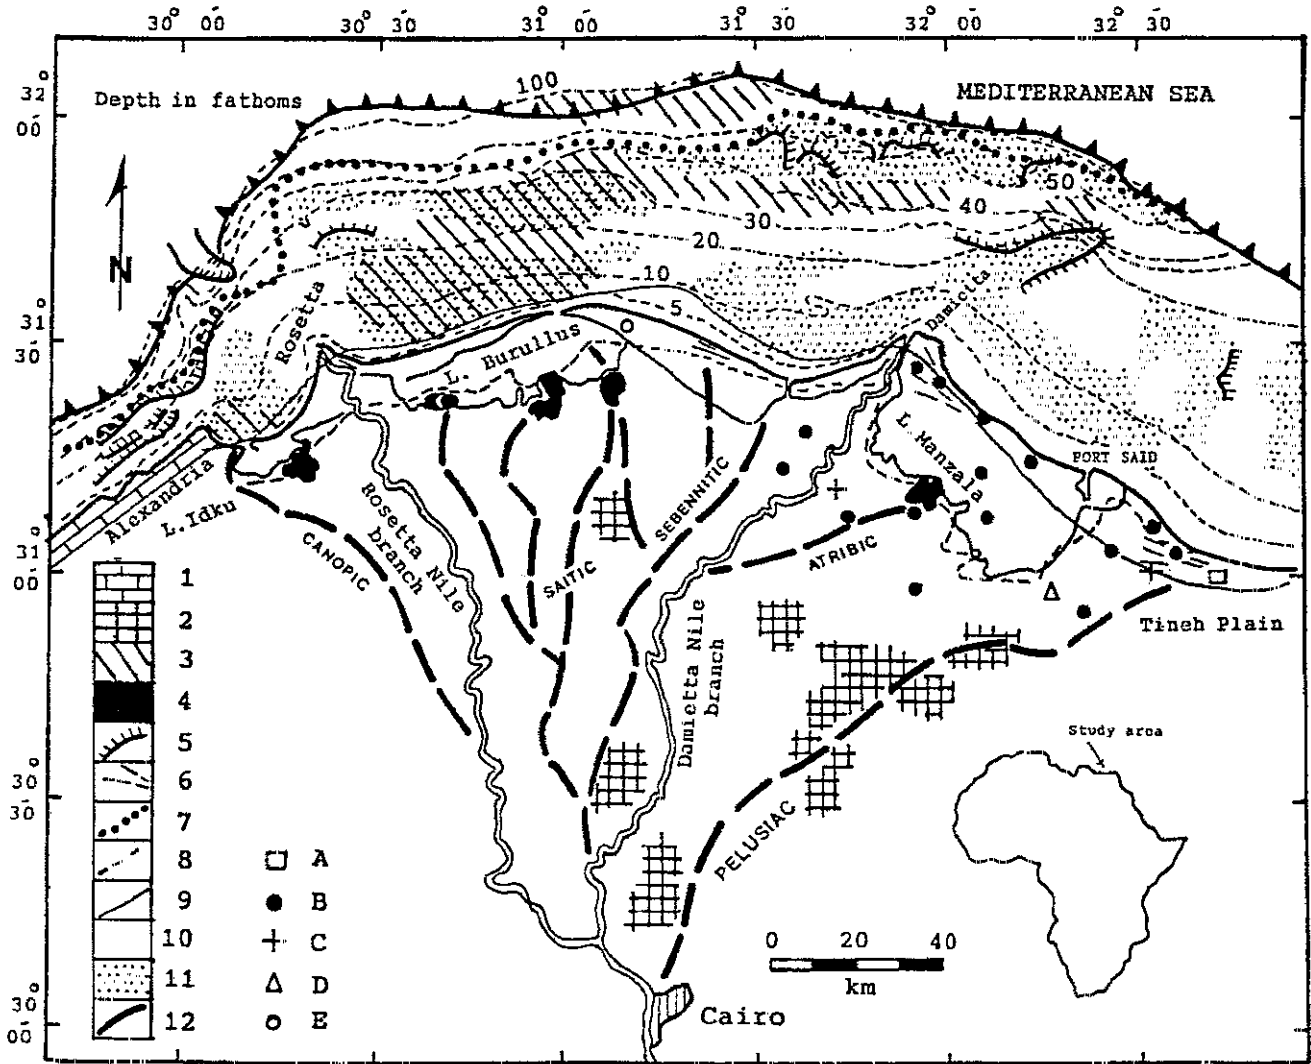 30° 00'
30° 30'
31° 00'
31° 30'
32° 00'
32° 30'
32° 00'
Depth in fathoms
100
MEDITERRANEAN SEA
N
50
40
30
20
10
5
31° 30'
Rosetta
L. Burullus
Damietta
L. Manzala
PORT SAID
Alexandria
L. Idku
Rosetta Nile branch
CANOPIC
SAITIC
SEBENNITIC
ATRIBIC
31° 00'
Tineh Plain
Damietta Nile branch
PELUSIAC
Study area
30° 30'
1
2
3
4
5
6
7
8
9
10
11
12
A
B
C
D
E
0 20 40
km
Cairo
30° 00'